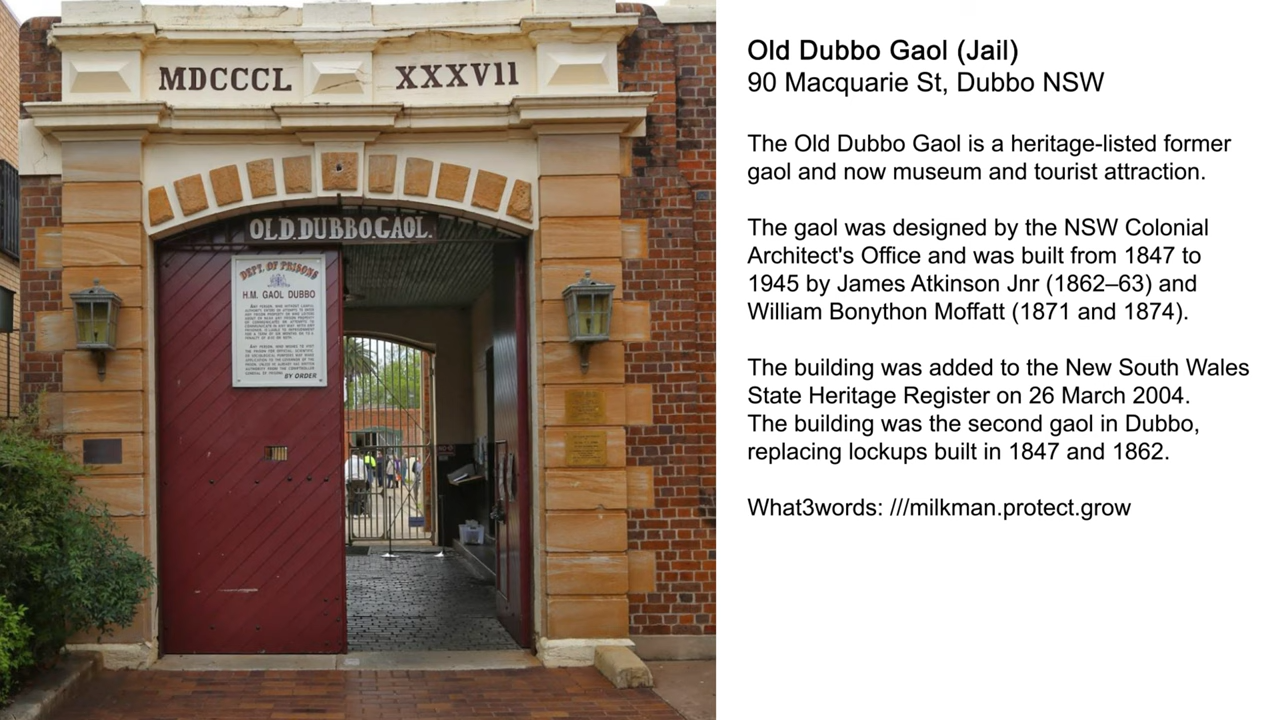 MDCCCL XXXVII
OLD.DUBBO.GAOL.
DEPT. OF PRISONS
H.M. GAOL DUBBO
BY ORDER
Old Dubbo Gaol (Jail)
90 Macquarie St, Dubbo NSW
The Old Dubbo Gaol is a heritage-listed former
gaol and now museum and tourist attraction.
The gaol was designed by the NSW Colonial
Architect's Office and was built from 1847 to
1945 by James Atkinson Jnr (1862–63) and
William Bonython Moffatt (1871 and 1874).
The building was added to the New South Wales
State Heritage Register on 26 March 2004.
The building was the second gaol in Dubbo,
replacing lockups built in 1847 and 1862.
What3words: ///milkman.protect.grow